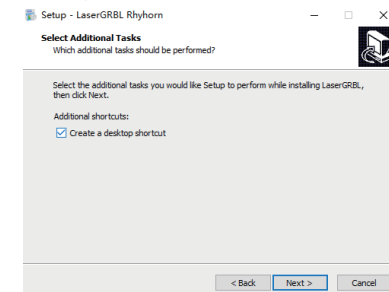 Setup - LaserGRBL Rhyhorn
Select Additional Tasks
Which additional tasks should be performed?
Select the additional tasks you would like Setup to perform while installing LaserGRBL,
then click Next.
Additional shortcuts:
Create a desktop shortcut
< Back
Next >
Cancel